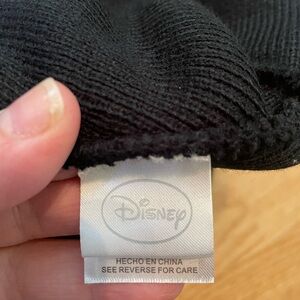 Disney
HECHO EN CHINA
SEE REVERSE FOR CARE